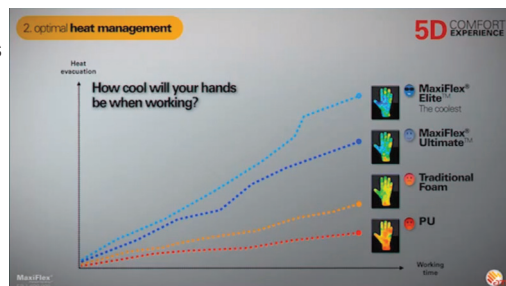 2. optimal heat management
5D COMFORT
EXPERIENCE
Heat
evacuation
How cool will your hands
be when working?
MaxiFlex®
Elite™
The coolest
MaxiFlex®
Ultimate™
Traditional
Foam
PU
Working
time
MaxiFlex®